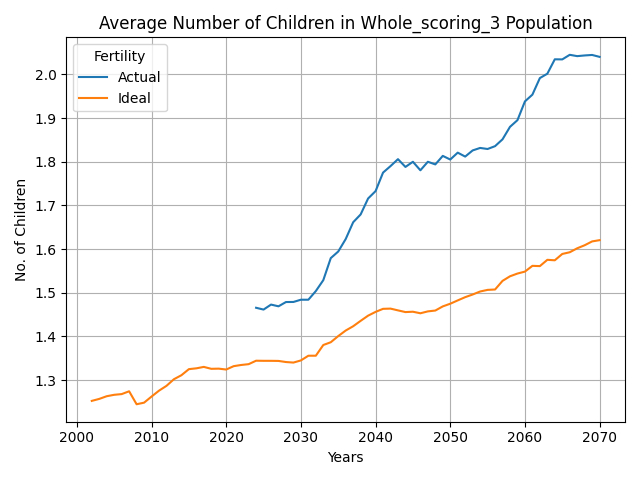 Average Number of Children in Whole_scoring_3 Population
Fertility
Actual
Ideal
No. of Children
2.0
1.9
1.8
1.7
1.6
1.5
1.4
1.3
2000 2010 2020 2030 2040 2050 2060 2070
Years